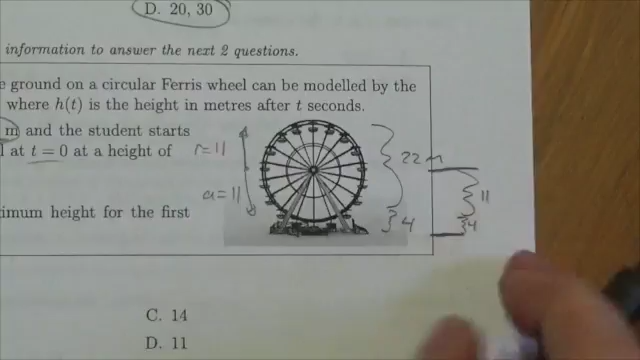 D. 20, 30
information to answer the next 2 questions.
e ground on a circular Ferris wheel can be modelled by the
where h(t) is the height in metres after t seconds.
m and the student starts
l at t = 0 at a height of
r=11
22m
a=11
11
4
4
imum height for the first
C. 14
D. 11